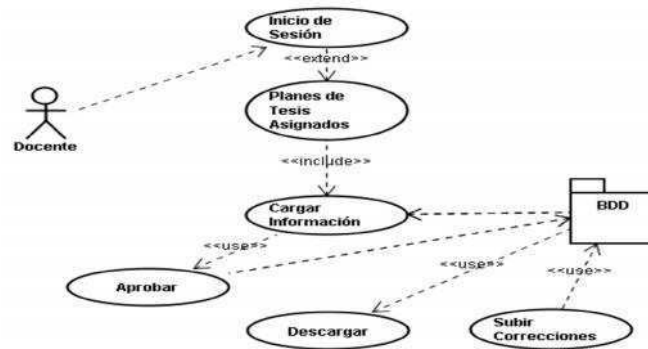 Inicio de
Sesión
<<extend>>
Planes de
Tesis
Asignados
Docente
<<include>>
BDD
Cargar
Información
<<use>>
<<use>>
<<use>>
Aprobar
Descargar
Subir
Correcciones